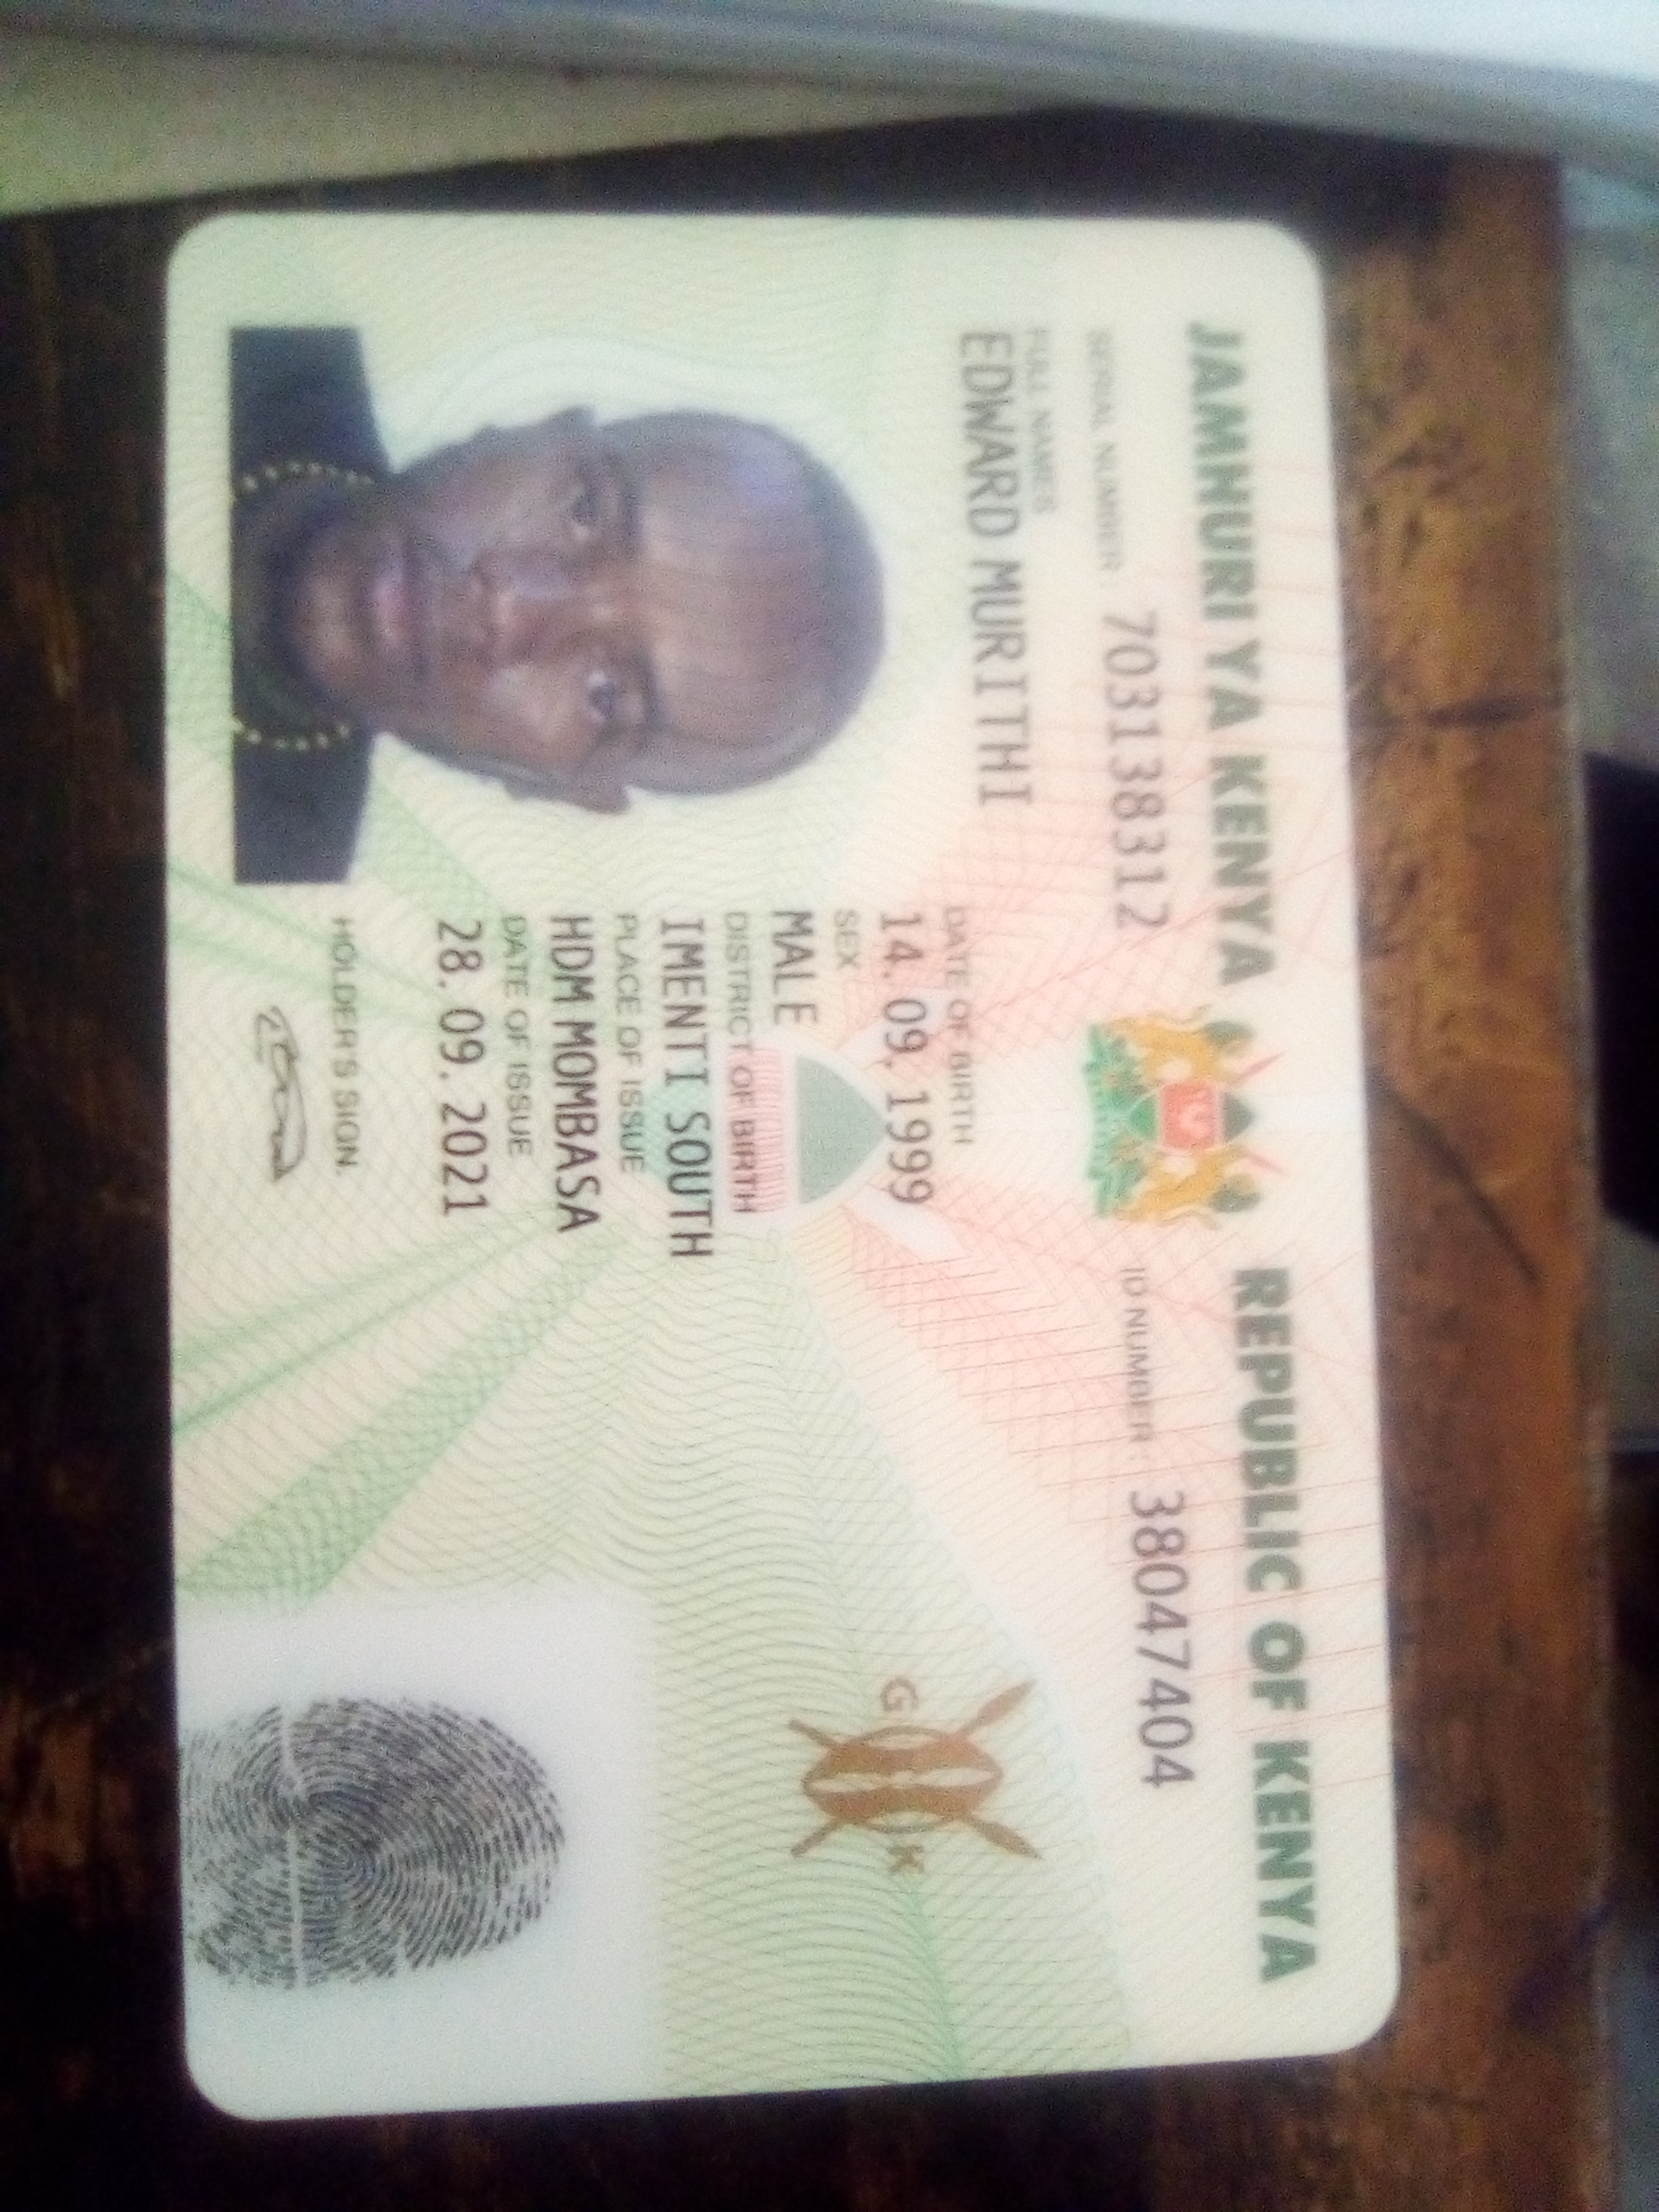 JAMHURI YA KENYA REPUBLIC OF KENYA
SERIAL NUMBER: 703138312 ID NUMBER: 38047404
FULL NAMES
EDWARD MURITHI
DATE OF BIRTH
14. 09. 1999
SEX
MALE
DISTRICT OF BIRTH
IMENTI SOUTH
PLACE OF ISSUE
HDM MOMBASA
DATE OF ISSUE
28. 09. 2021
HOLDER'S SIGN.
G K